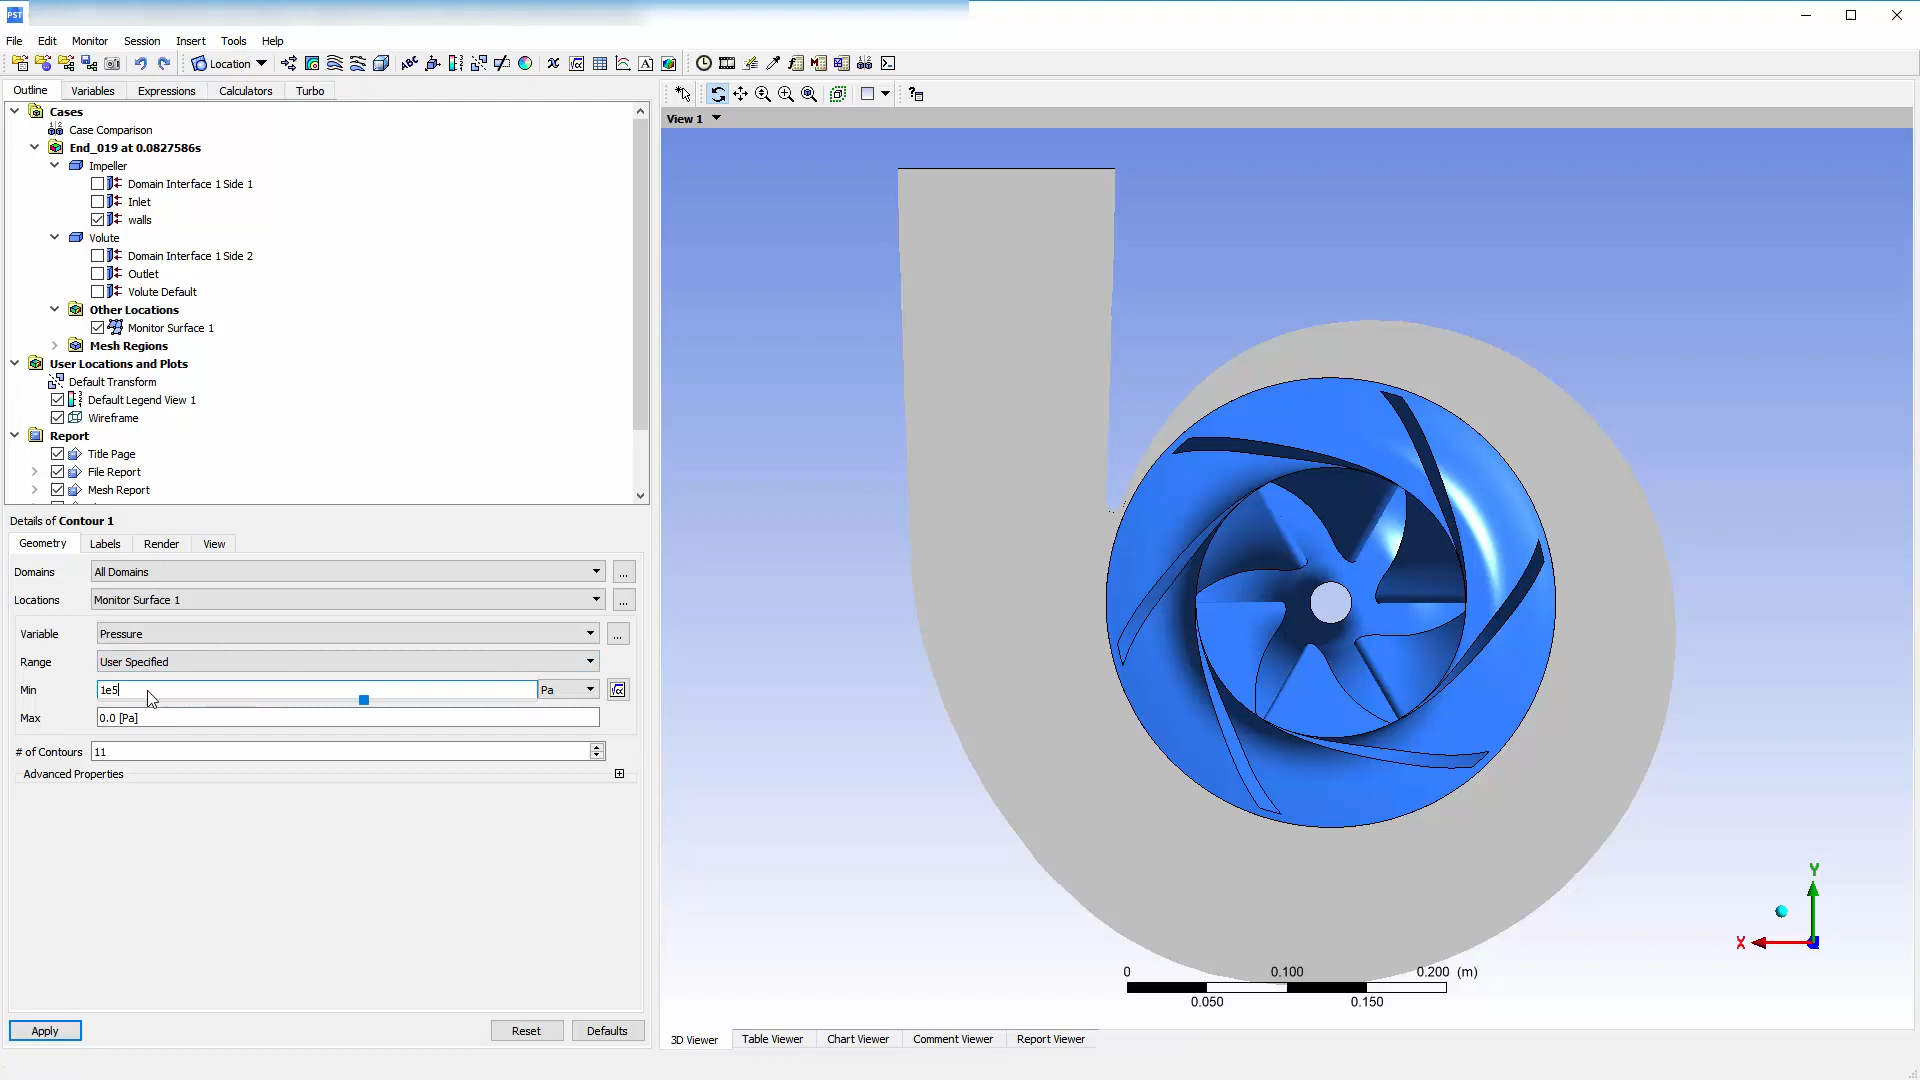 PST
File Edit Monitor Session Insert Tools Help
Location
Outline Variables Expressions Calculators Turbo
View 1
Cases
Case Comparison
End_019 at 0.0827586s
Impeller
Domain Interface 1 Side 1
Inlet
walls
Volute
Domain Interface 1 Side 2
Outlet
Volute Default
Other Locations
Monitor Surface 1
Mesh Regions
User Locations and Plots
Default Transform
Default Legend View 1
Wireframe
Report
Title Page
File Report
Mesh Report
Details of Contour 1
Geometry Labels Render View
Domains All Domains ...
Locations Monitor Surface 1 ...
Variable Pressure ...
Range User Specified
Min 1e5 Pa
Max 0.0 [Pa]
# of Contours 11
Advanced Properties
Apply Reset Defaults
Y
X
0 0.100 0.200 (m)
0.050 0.150
3D Viewer Table Viewer Chart Viewer Comment Viewer Report Viewer